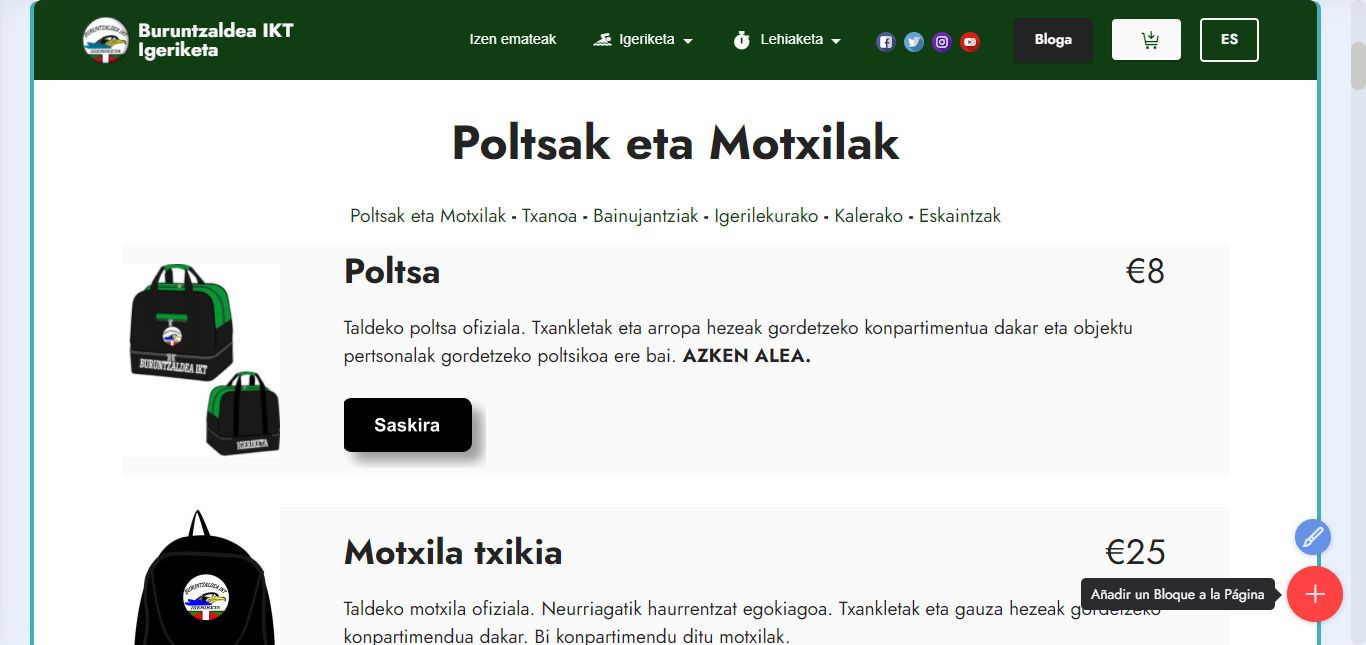 Buruntzaldea IKT
Igeriketa
Izen emateak
Igeriketa
Lehiaketa
Bloga
ES
Poltsak eta Motxilak
Poltsak eta Motxilak - Txanoa - Bainujantziak - Igerilekurako - Kalerako - Eskaintzak
Poltsa
€8
Taldeko poltsa ofiziala. Txankletak eta arropa hezeak gordetzeko konpartimentua dakar eta objektu
pertsonalak gordetzeko poltsikoa ere bai. AZKEN ALEA.
BURUNTZALDEA IKT
IGERIKETA
Saskira
Motxila txikia
€25
BURUNTZALDEA IKT
IGERIKETA
Añadir un Bloque a la Página
Taldeko motxila ofiziala. Neurriagatik haurrentzat egokiagoa. Txankletak eta gauza hezeak gordetzeko
konpartimendua dakar. Bi konpartimendu ditu motxilak.